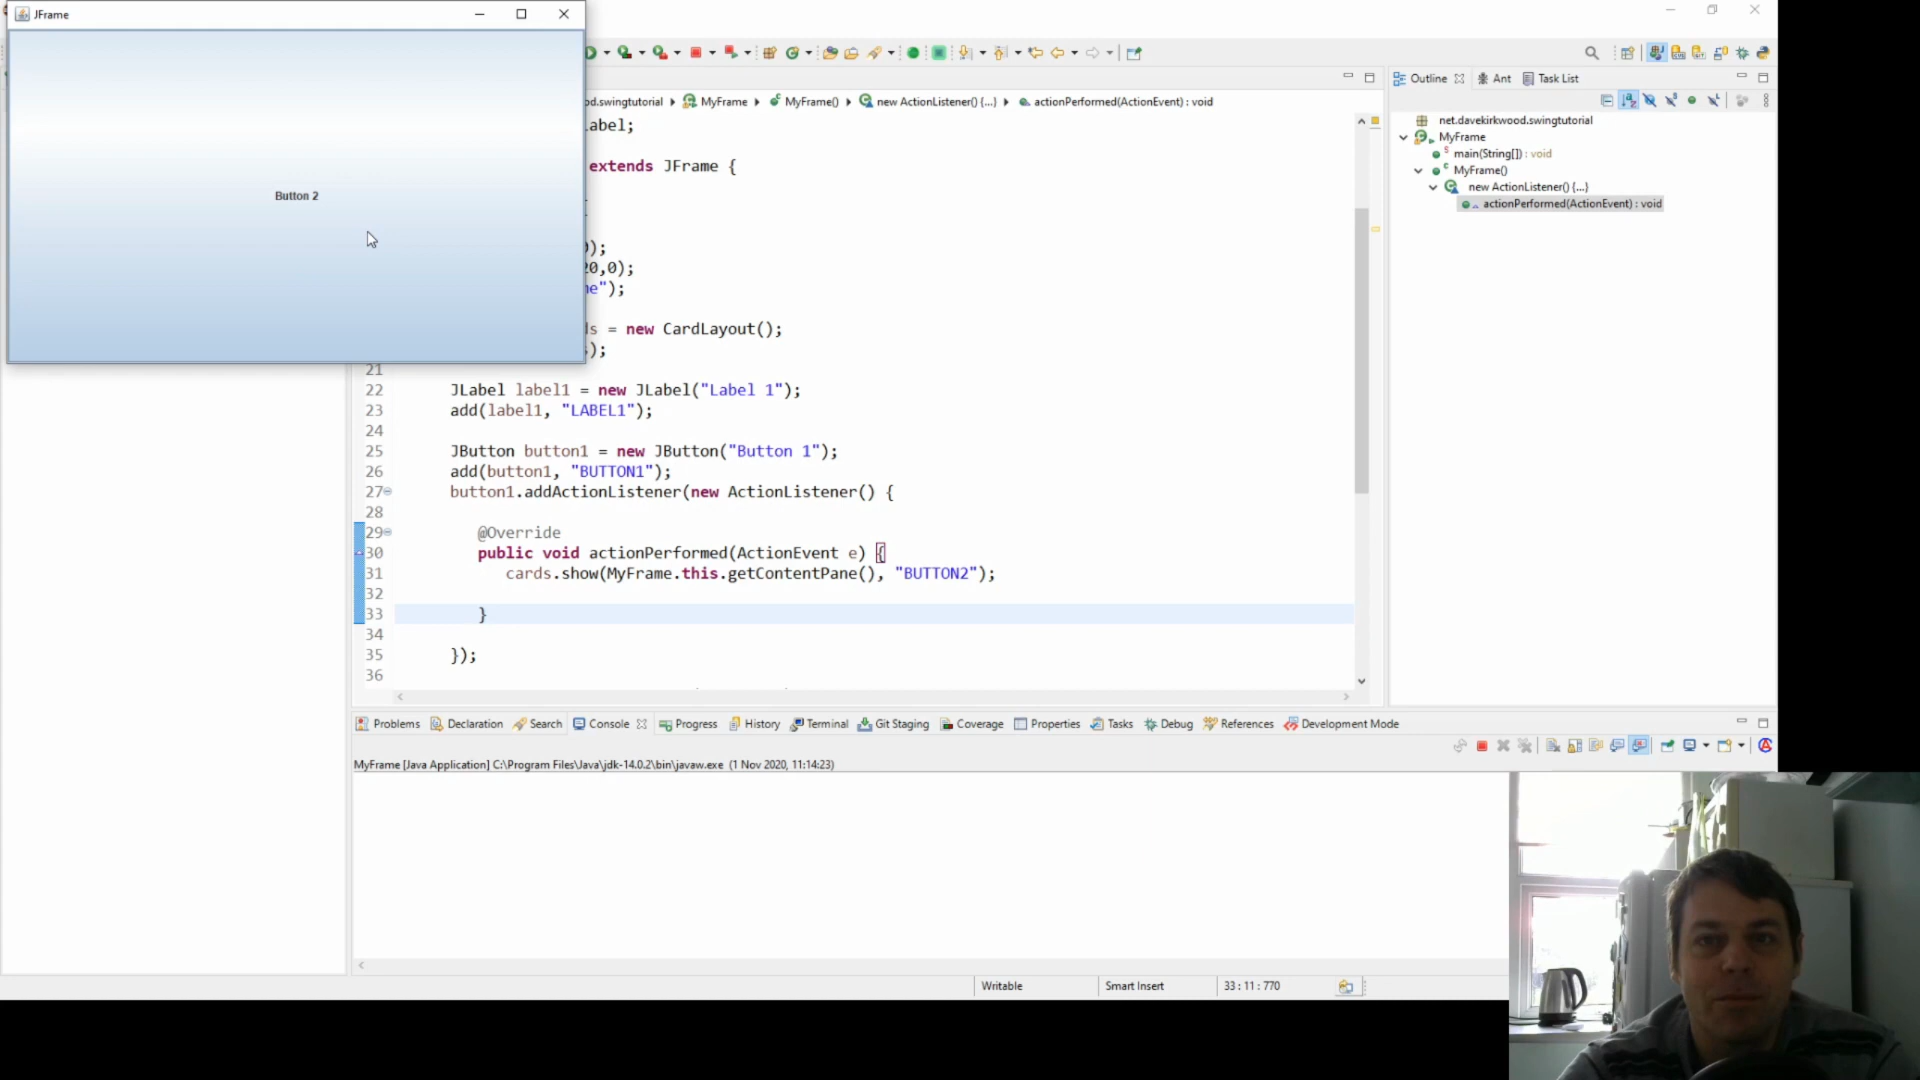 JFrame
Button 2
Outline
Ant
Task List
d.swingtutorial
MyFrame
MyFrame()
new ActionListener() {...}
actionPerformed(ActionEvent) : void
net.davekirkwood.swingtutorial
MyFrame
main(String[]) : void
MyFrame()
new ActionListener() {...}
actionPerformed(ActionEvent) : void
abel;
extends JFrame {
);
20,0);
e");
s = new CardLayout();
);
21
22 JLabel label1 = new JLabel("Label 1");
23 add(label1, "LABEL1");
24
25 JButton button1 = new JButton("Button 1");
26 add(button1, "BUTTON1");
27 button1.addActionListener(new ActionListener() {
28
29 @Override
30 public void actionPerformed(ActionEvent e) {
31 cards.show(MyFrame.this.getContentPane(), "BUTTON2");
32
33 }
34
35 });
36
Problems Declaration Search Console Progress History Terminal Git Staging Coverage Properties Tasks Debug References Development Mode
MyFrame [Java Application] C:\Program Files\Java\jdk-14.0.2\bin\javaw.exe (1 Nov 2020, 11:14:23)
Writable Smart Insert 33 : 11 : 770